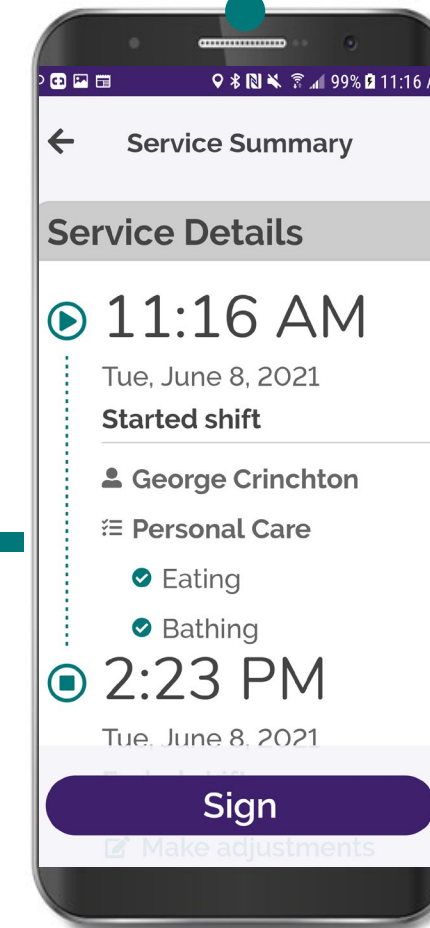 99% 11:16 A
Service Summary
Service Details
11:16 AM
Tue, June 8, 2021
Started shift
George Crinchton
Personal Care
Eating
Bathing
2:23 PM
Tue, June 8, 2021
Sign
Make adjustments